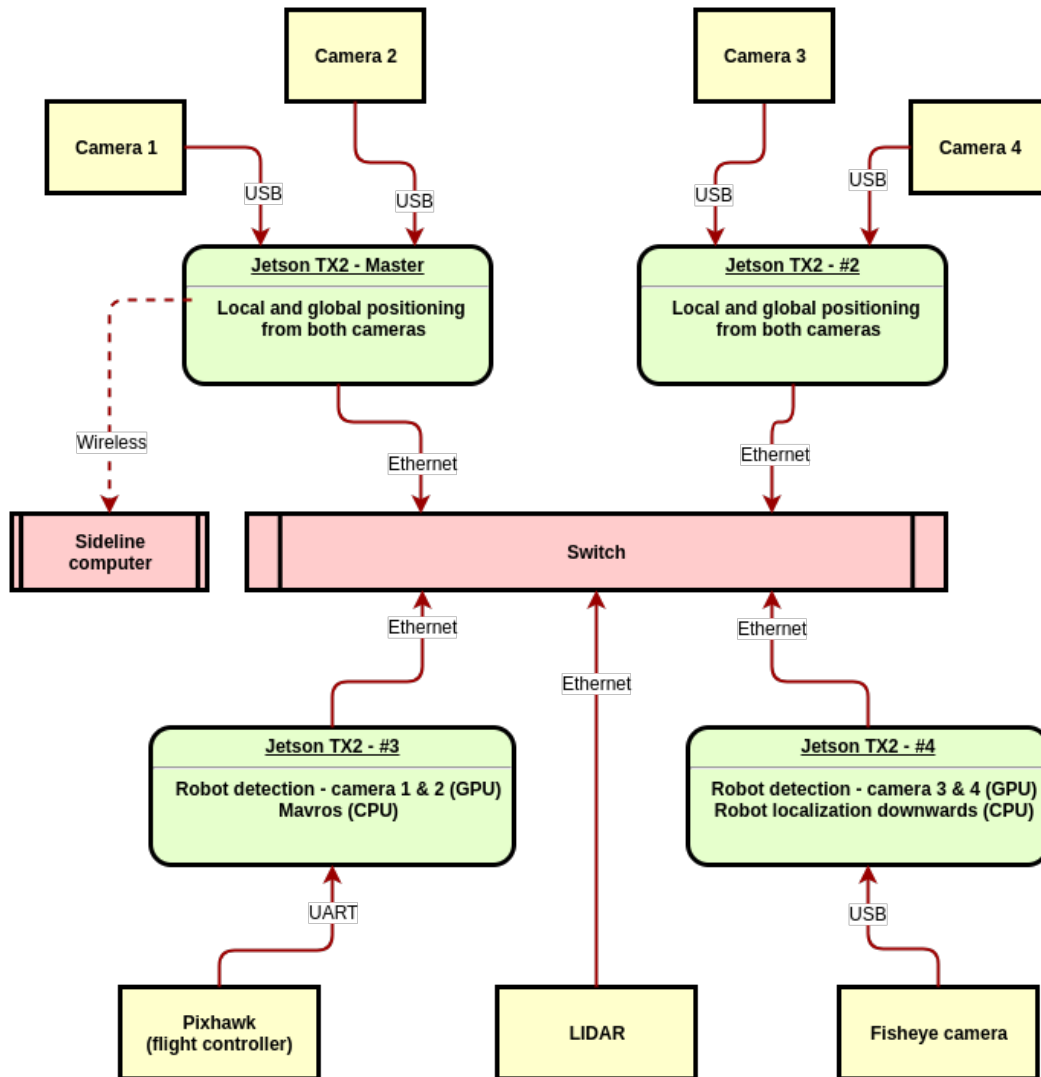 Camera 2
Camera 3
Camera 1
Camera 4
USB
USB
USB
USB
Jetson TX2 - Master
Local and global positioning
from both cameras
Jetson TX2 - #2
Local and global positioning
from both cameras
Wireless
Ethernet
Ethernet
Sideline
computer
Switch
Ethernet
Ethernet
Ethernet
Jetson TX2 - #3
Robot detection - camera 1 & 2 (GPU)
Mavros (CPU)
Jetson TX2 - #4
Robot detection - camera 3 & 4 (GPU)
Robot localization downwards (CPU)
UART
USB
Pixhawk
(flight controller)
LIDAR
Fisheye camera